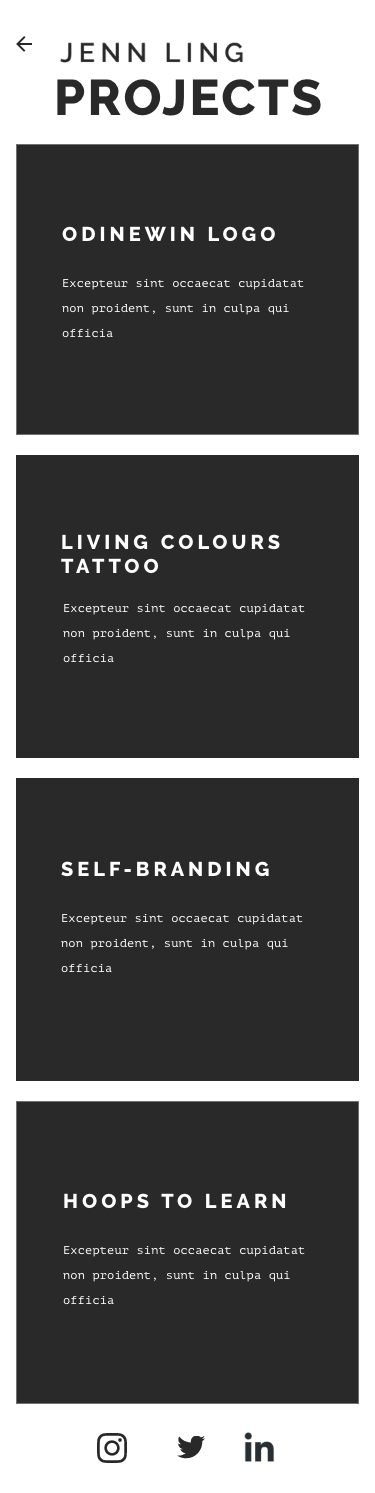 JENN LING
PROJECTS
ODINEWIN LOGO
Excepteur sint occaecat cupidatat
non proident, sunt in culpa qui
officia
LIVING COLOURS
TATTOO
Excepteur sint occaecat cupidatat
non proident, sunt in culpa qui
officia
SELF-BRANDING
Excepteur sint occaecat cupidatat
non proident, sunt in culpa qui
officia
HOOPS TO LEARN
Excepteur sint occaecat cupidatat
non proident, sunt in culpa qui
officia
in